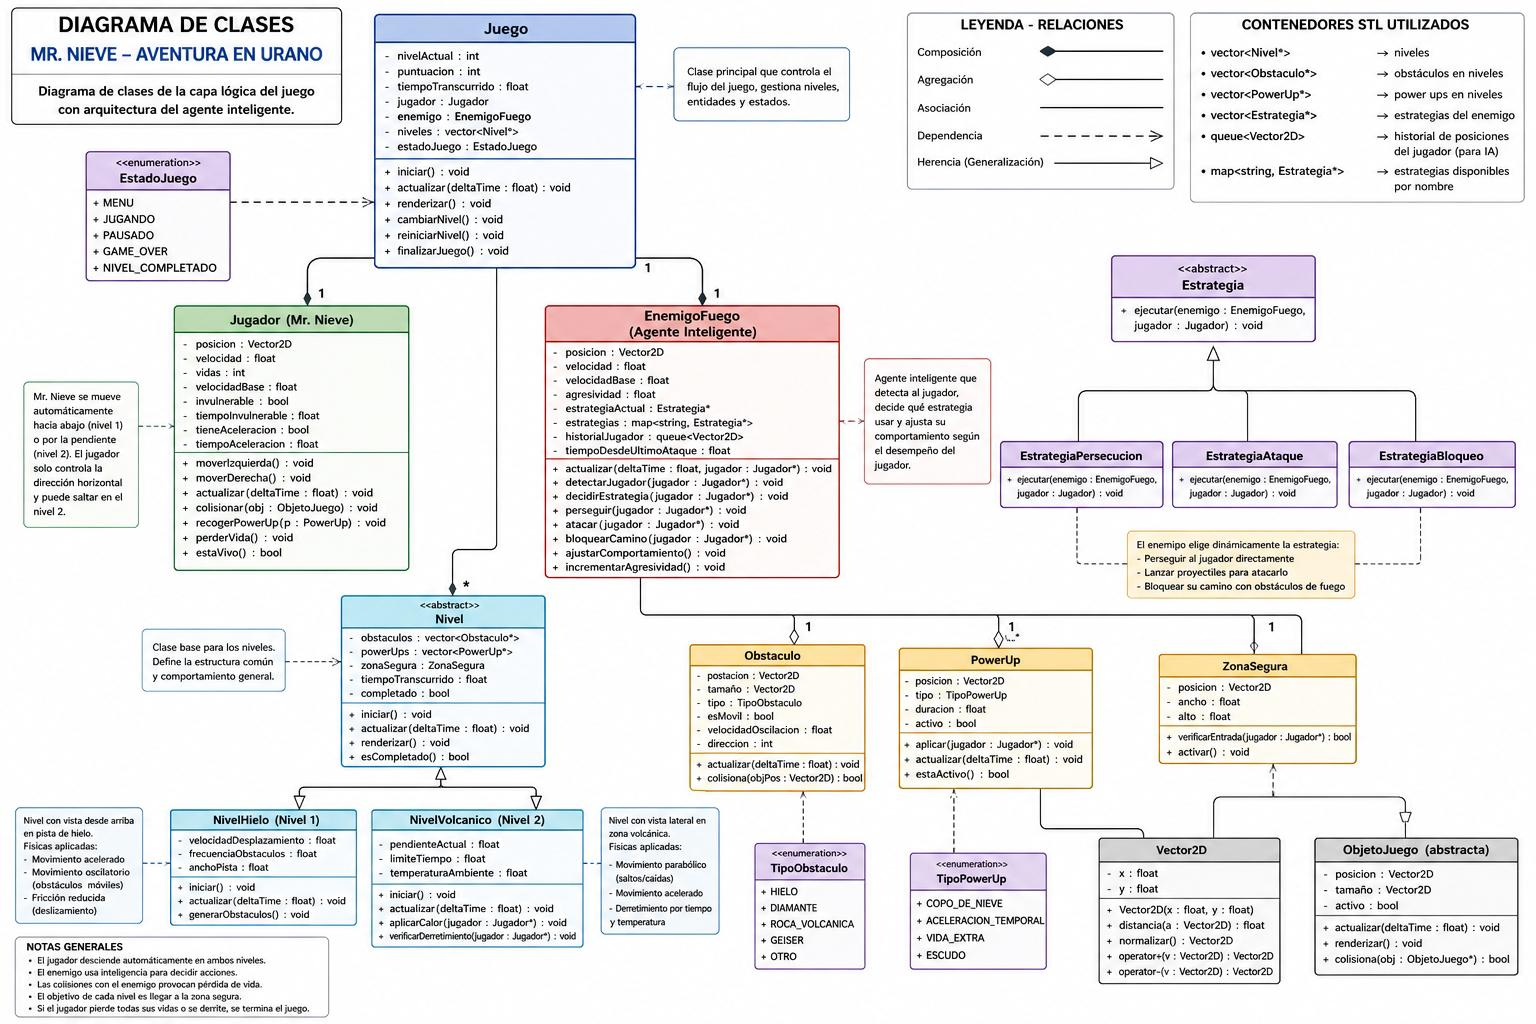 DIAGRAMA DE CLASES
MR. NIEVE – AVENTURA EN URANO
Diagrama de clases de la capa lógica del juego
con arquitectura del agente inteligente.
Juego
- nivelActual : int
- puntuacion : int
- tiempoTranscurrido : float
- jugador : Jugador
- enemigo : EnemigoFuego
- niveles : vector<Nivel*>
- estadoJuego : EstadoJuego
+ iniciar() : void
+ actualizar(deltaTime : float) : void
+ renderizar() : void
+ cambiarNivel() : void
+ reiniciarNivel() : void
+ finalizarJuego() : void
Clase principal que controla el
flujo del juego, gestiona niveles,
entidades y estados.
LEYENDA - RELACIONES
Composición
Agregación
Asociación
Dependencia
Herencia (Generalización)
CONTENEDORES STL UTILIZADOS
• vector<Nivel*> → niveles
• vector<Obstaculo*> → obstáculos en niveles
• vector<PowerUp*> → power ups en niveles
• vector<Estrategia*> → estrategias del enemigo
• queue<Vector2D> → historial de posiciones
del jugador (para IA)
• map<string, Estrategia*> → estrategias disponibles
por nombre
<<enumeration>>
EstadoJuego
+ MENU
+ JUGANDO
+ PAUSADO
+ GAME_OVER
+ NIVEL_COMPLETADO
1
1
1
Jugador (Mr. Nieve)
- posicion : Vector2D
- velocidad : float
- vidas : int
- velocidadBase : float
- invulnerable : bool
- tiempoInvulnerable : float
- tieneAceleracion : bool
- tiempoAceleracion : float
+ moverIzquierda() : void
+ moverDerecha() : void
+ actualizar(deltaTime : float) : void
+ colisionar(obj : ObjetoJuego) : void
+ recogerPowerUp(p : PowerUp) : void
+ perderVida() : void
+ estaVivo() : bool
Mr. Nieve se mueve
automáticamente
hacia abajo (nivel 1)
o por la pendiente
(nivel 2). El jugador
solo controla la
dirección horizontal
y puede saltar en el
nivel 2.
EnemigoFuego
(Agente Inteligente)
- posicion : Vector2D
- velocidad : float
- velocidadBase : float
- agresividad : float
- estrategiaActual : Estrategia*
- estrategias : map<string, Estrategia*>
- historialJugador : queue<Vector2D>
- tiempoDesdeUltimoAtaque : float
+ actualizar(deltaTime : float, jugador : Jugador*) : void
+ detectarJugador(jugador : Jugador*) : void
+ decidirEstrategia(jugador : Jugador*) : void
+ perseguir(jugador : Jugador*) : void
+ atacar(jugador : Jugador*) : void
+ bloquearCamino(jugador : Jugador*) : void
+ ajustarComportamiento() : void
+ incrementarAgresividad() : void
Agente inteligente que
detecta al jugador,
decide qué estrategia
usar y ajusta su
comportamiento según
el desempeño del
jugador.
<<abstract>>
Estrategia
+ ejecutar(enemigo : EnemigoFuego,
jugador : Jugador) : void
EstrategiaPersecucion
+ ejecutar(enemigo : EnemigoFuego,
jugador : Jugador) : void
EstrategiaAtaque
+ ejecutar(enemigo : EnemigoFuego,
jugador : Jugador) : void
EstrategiaBloqueo
+ ejecutar(enemigo : EnemigoFuego,
jugador : Jugador) : void
El enemigo elige dinámicamente la estrategia:
- Perseguir al jugador directamente
- Lanzar proyectiles para atacarlo
- Bloquear su camino con obstáculos de fuego
*
<<abstract>>
Nivel
- obstaculos : vector<Obstaculo*>
- powerUps : vector<PowerUp*>
- zonaSegura : ZonaSegura
- tiempoTranscurrido : float
- completado : bool
+ iniciar() : void
+ actualizar(deltaTime : float) : void
+ renderizar() : void
+ esCompletado() : bool
Clase base para los niveles.
Define la estructura común
y comportamiento general.
1
1
1
Obstaculo
- postacion : Vector2D
- tamaño : Vector2D
- tipo : TipoObstaculo
- esMovil : bool
- velocidadOscilacion : float
- direccion : int
+ actualizar(deltaTime : float) : void
+ colisiona(objPos : Vector2D) : bool
PowerUp
- posicion : Vector2D
- tipo : TipoPowerUp
- duracion : float
- activo : bool
+ aplicar(jugador : Jugador*) : void
+ actualizar(deltaTime : float) : void
+ estaActivo() : bool
ZonaSegura
- posicion : Vector2D
- ancho : float
- alto : float
+ verificarEntrada(jugador : Jugador*) : bool
+ activar() : void
Nivel con vista desde arriba
en pista de hielo.
Físicas aplicadas:
- Movimiento acelerado
- Movimiento oscilatorio
(obstáculos móviles)
- Fricción reducida
(deslizamiento)
NivelHielo (Nivel 1)
- velocidadDesplazamiento : float
- frecuenciaObstaculos : float
- anchoPista : float
+ iniciar() : void
+ actualizar(deltaTime : float) : void
+ generarObstaculos() : void
NivelVolcanico (Nivel 2)
- pendienteActual : float
- limiteTiempo : float
- temperaturaAmbiente : float
+ iniciar() : void
+ actualizar(deltaTime : float) : void
+ aplicarCalor(jugador : Jugador*) : void
+ verificarDerretimiento(jugador : Jugador*) : void
Nivel con vista lateral en
zona volcánica.
Físicas aplicadas:
- Movimiento parabólico
(saltos/caídas)
- Movimiento acelerado
- Derretimiento por tiempo
y temperatura
<<enumeration>>
TipoObstaculo
+ HIELO
+ DIAMANTE
+ ROCA_VOLCANICA
+ GEISER
+ OTRO
<<enumeration>>
TipoPowerUp
+ COPO_DE_NIEVE
+ ACELERACION_TEMPORAL
+ VIDA_EXTRA
+ ESCUDO
Vector2D
- x : float
- y : float
+ Vector2D(x : float, y : float)
+ distancia(a : Vector2D) : float
+ normalizar() : Vector2D
+ operator+(v : Vector2D) : Vector2D
+ operator-(v : Vector2D) : Vector2D
ObjetoJuego (abstracta)
- posicion : Vector2D
- tamaño : Vector2D
- activo : bool
+ actualizar(deltaTime : float) : void
+ renderizar() : void
+ colisiona(obj : ObjetoJuego*) : bool
NOTAS GENERALES
• El jugador desciende automáticamente en ambos niveles.
• El enemigo usa inteligencia para decidir acciones.
• Las colisiones con el enemigo provocan pérdida de vida.
• El objetivo de cada nivel es llegar a la zona segura.
• Si el jugador pierde todas sus vidas o se derrite, se termina el juego.